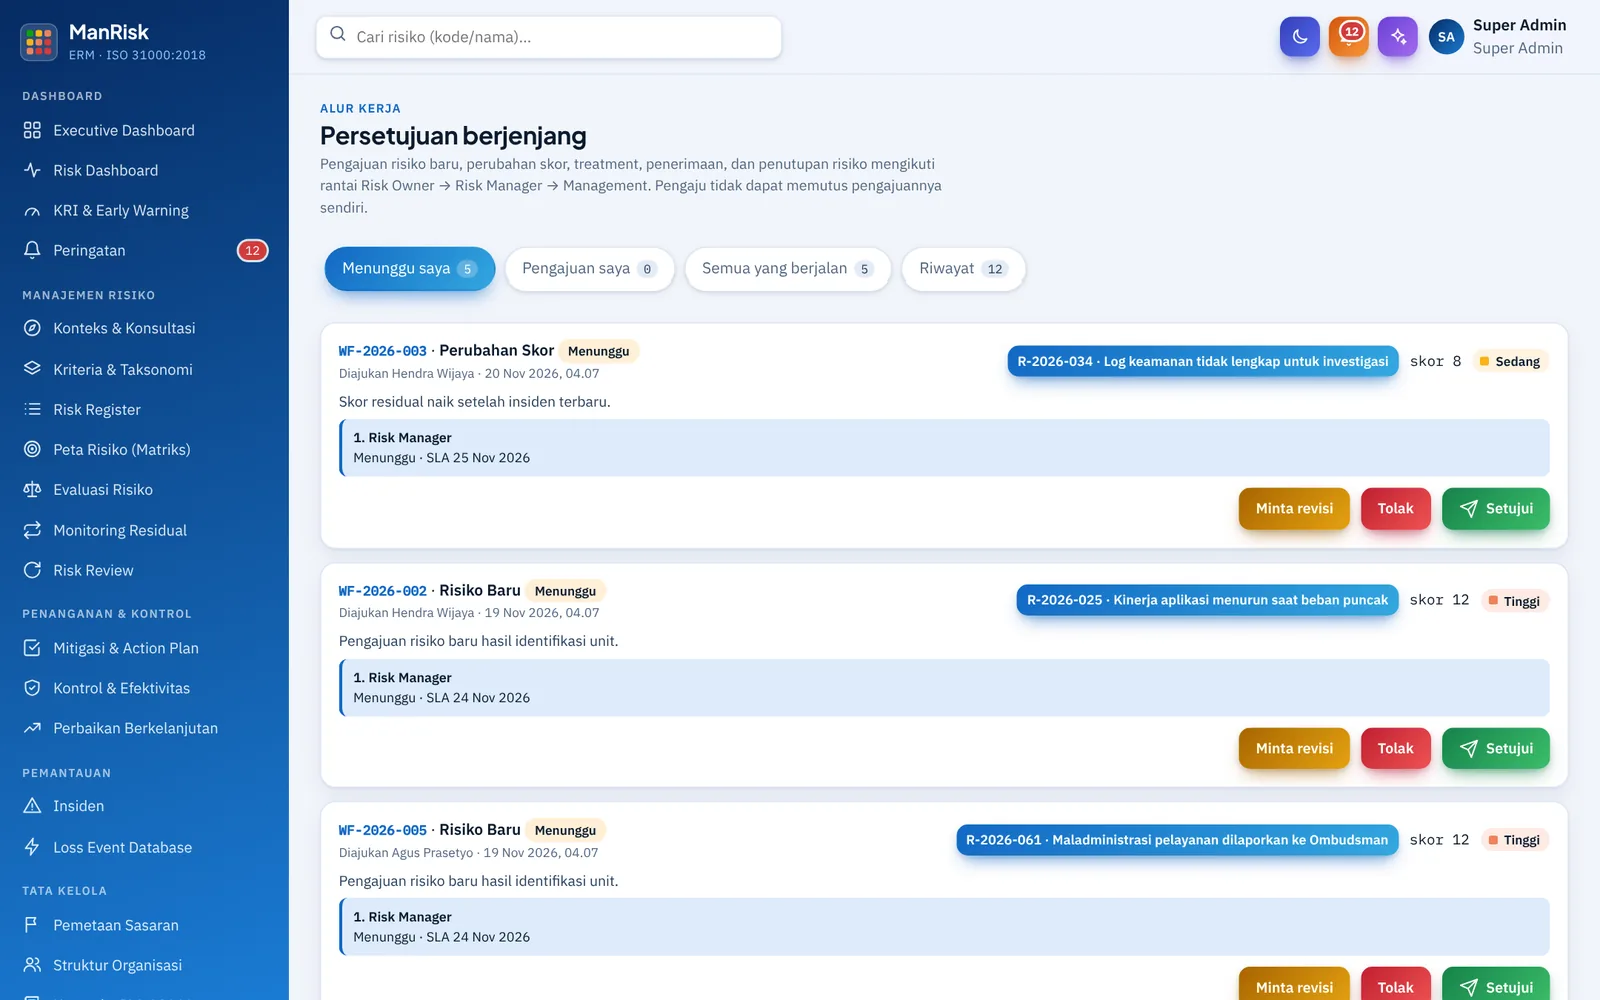 ManRisk
ERM · ISO 31000:2018
DASHBOARD
Executive Dashboard
Risk Dashboard
KRI & Early Warning
Peringatan 12
MANAJEMEN RISIKO
Konteks & Konsultasi
Kriteria & Taksonomi
Risk Register
Peta Risiko (Matriks)
Evaluasi Risiko
Monitoring Residual
Risk Review
PENANGANAN & KONTROL
Mitigasi & Action Plan
Kontrol & Efektivitas
Perbaikan Berkelanjutan
PEMANTAUAN
Insiden
Loss Event Database
TATA KELOLA
Pemetaan Sasaran
Struktur Organisasi
Cari risiko (kode/nama)...
12
SA
Super Admin
Super Admin
ALUR KERJA
Persetujuan berjenjang
Pengajuan risiko baru, perubahan skor, treatment, penerimaan, dan penutupan risiko mengikuti
rantai Risk Owner → Risk Manager → Management. Pengaju tidak dapat memutus pengajuannya
sendiri.
Menunggu saya 5
Pengajuan saya 0
Semua yang berjalan 5
Riwayat 12
WF-2026-003 · Perubahan Skor Menunggu
R-2026-034 · Log keamanan tidak lengkap untuk investigasi skor 8 Sedang
Diajukan Hendra Wijaya · 20 Nov 2026, 04.07
Skor residual naik setelah insiden terbaru.
1. Risk Manager
Menunggu · SLA 25 Nov 2026
Minta revisi Tolak Setujui
WF-2026-002 · Risiko Baru Menunggu
R-2026-025 · Kinerja aplikasi menurun saat beban puncak skor 12 Tinggi
Diajukan Hendra Wijaya · 19 Nov 2026, 04.07
Pengajuan risiko baru hasil identifikasi unit.
1. Risk Manager
Menunggu · SLA 24 Nov 2026
Minta revisi Tolak Setujui
WF-2026-005 · Risiko Baru Menunggu
R-2026-061 · Maladministrasi pelayanan dilaporkan ke Ombudsman skor 12 Tinggi
Diajukan Agus Prasetyo · 19 Nov 2026, 04.07
Pengajuan risiko baru hasil identifikasi unit.
1. Risk Manager
Menunggu · SLA 24 Nov 2026
Minta revisi Tolak Setujui